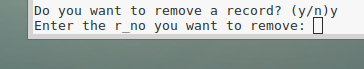 Do you want to remove a record? (y/n)y
Enter the r_no you want to remove: